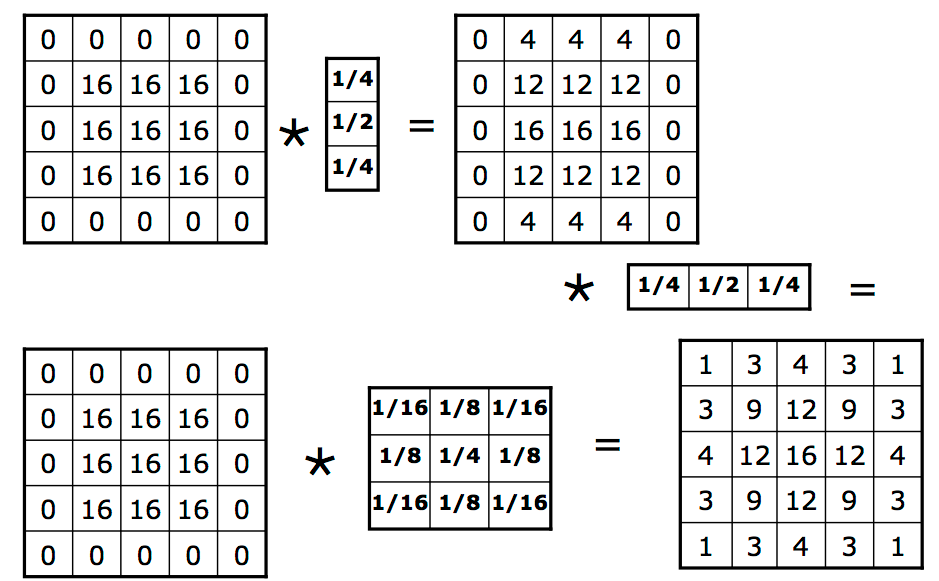 0 0 0 0 0
0 16 16 16 0
0 16 16 16 0
0 16 16 16 0
0 0 0 0 0
*
1/4
1/2
1/4
=
0 4 4 4 0
0 12 12 12 0
0 16 16 16 0
0 12 12 12 0
0 4 4 4 0
* 1/4 1/2 1/4 =
0 0 0 0 0
0 16 16 16 0
0 16 16 16 0
0 16 16 16 0
0 0 0 0 0
*
1/16 1/8 1/16
1/8 1/4 1/8
1/16 1/8 1/16
=
1 3 4 3 1
3 9 12 9 3
4 12 16 12 4
3 9 12 9 3
1 3 4 3 1